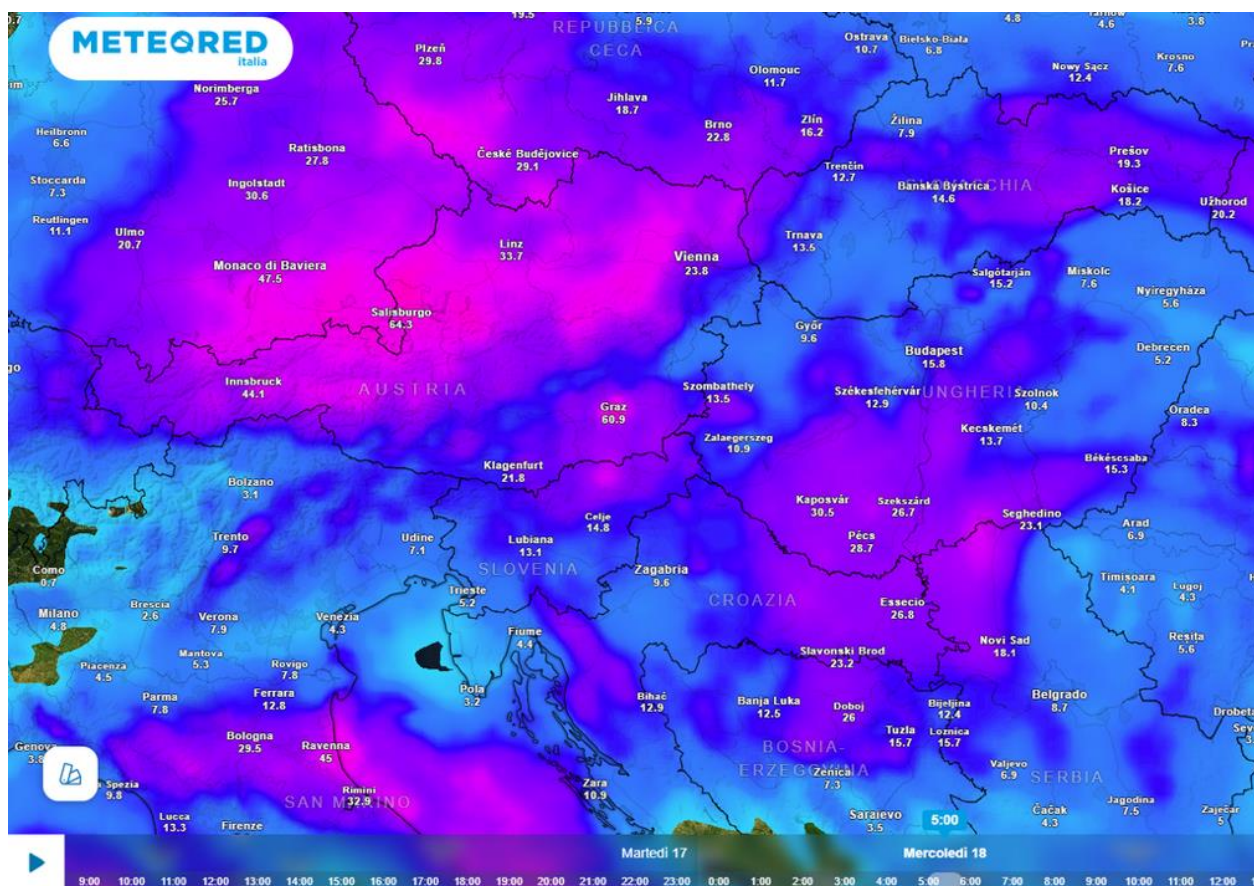 0.7
METEORED
italia
19.5
5.9
REPUBBLICA
CECA
Plzeň
29.8
Ostrava
10.7
Bielsko-Biała
6.8
4.8
Tarnów
4.6
3.8
Krosno
7.6
Nowy Sącz
12.4
Olomouc
11.7
Norimberga
25.7
Jihlava
18.7
Brno
22.8
Zlín
16.2
Žilina
7.9
Heilbronn
6.6
Ratisbona
27.8
České Budějovice
29.1
Trenčín
12.7
Prešov
19.3
Stoccarda
7.3
Ingolstadt
30.6
Banská Bystrica
14.6
Košice
18.2
Užhorod
20.2
Reutlingen
11.1
Ulmo
20.7
Linz
33.7
Vienna
23.8
Trnava
13.5
Monaco di Baviera
47.5
Salgótarján
15.2
Miskolc
7.6
Nyíregyháza
5.6
Salisburgo
64.3
Győr
9.6
Budapest
15.8
Debrecen
5.2
Innsbruck
44.1
AUSTRIA
Graz
60.9
Szombathely
13.5
Székesfehérvár
12.9
UNGHERIA
Szolnok
10.4
Oradea
8.3
Zalaegerszeg
10.9
Kecskemét
13.7
Klagenfurt
21.8
Békéscsaba
15.3
Bolzano
3.1
Kaposvár
30.5
Szekszárd
26.7
Seghedino
23.1
Celje
14.8
Arad
6.9
Trento
9.7
Udine
7.1
Lubiana
13.1
Pécs
28.7
SLOVENIA
Zagabria
9.6
Como
0.7
Trieste
5.2
CROAZIA
Essecio
26.8
Timișoara
4.1
Lugoj
4.3
Milano
4.8
Brescia
2.6
Verona
7.9
Venezia
4.3
Fiume
4.4
Novi Sad
18.1
Reșița
5.6
Piacenza
4.5
Mantova
5.3
Rovigo
7.8
Slavonski Brod
23.2
Parma
7.8
Ferrara
12.8
Pola
3.2
Bihać
12.9
Banja Luka
12.5
Doboj
26
Bijeljina
12.4
Belgrado
8.7
Bologna
29.5
Ravenna
45
Tuzla
15.7
Loznica
15.7
Genova
3.8
BOSNIA-
ERZEGOVINA
Zenica
7.3
Valjevo
6.9
SERBIA
Spezia
9.8
SAN MARINO
Rimini
32.9
Zara
10.9
Lucca
13.3
Firenze
Sarajevo
3.5
Čačak
4.3
Jagodina
7.5
Zaječar
5
5:00
Martedì 17
Mercoledì 18
9:00 10:00 11:00 12:00 13:00 14:00 15:00 16:00 17:00 18:00 19:00 20:00 21:00 22:00 23:00 0:00 1:00 2:00 3:00 4:00 5:00 6:00 7:00 8:00 9:00 10:00 11:00 12:00